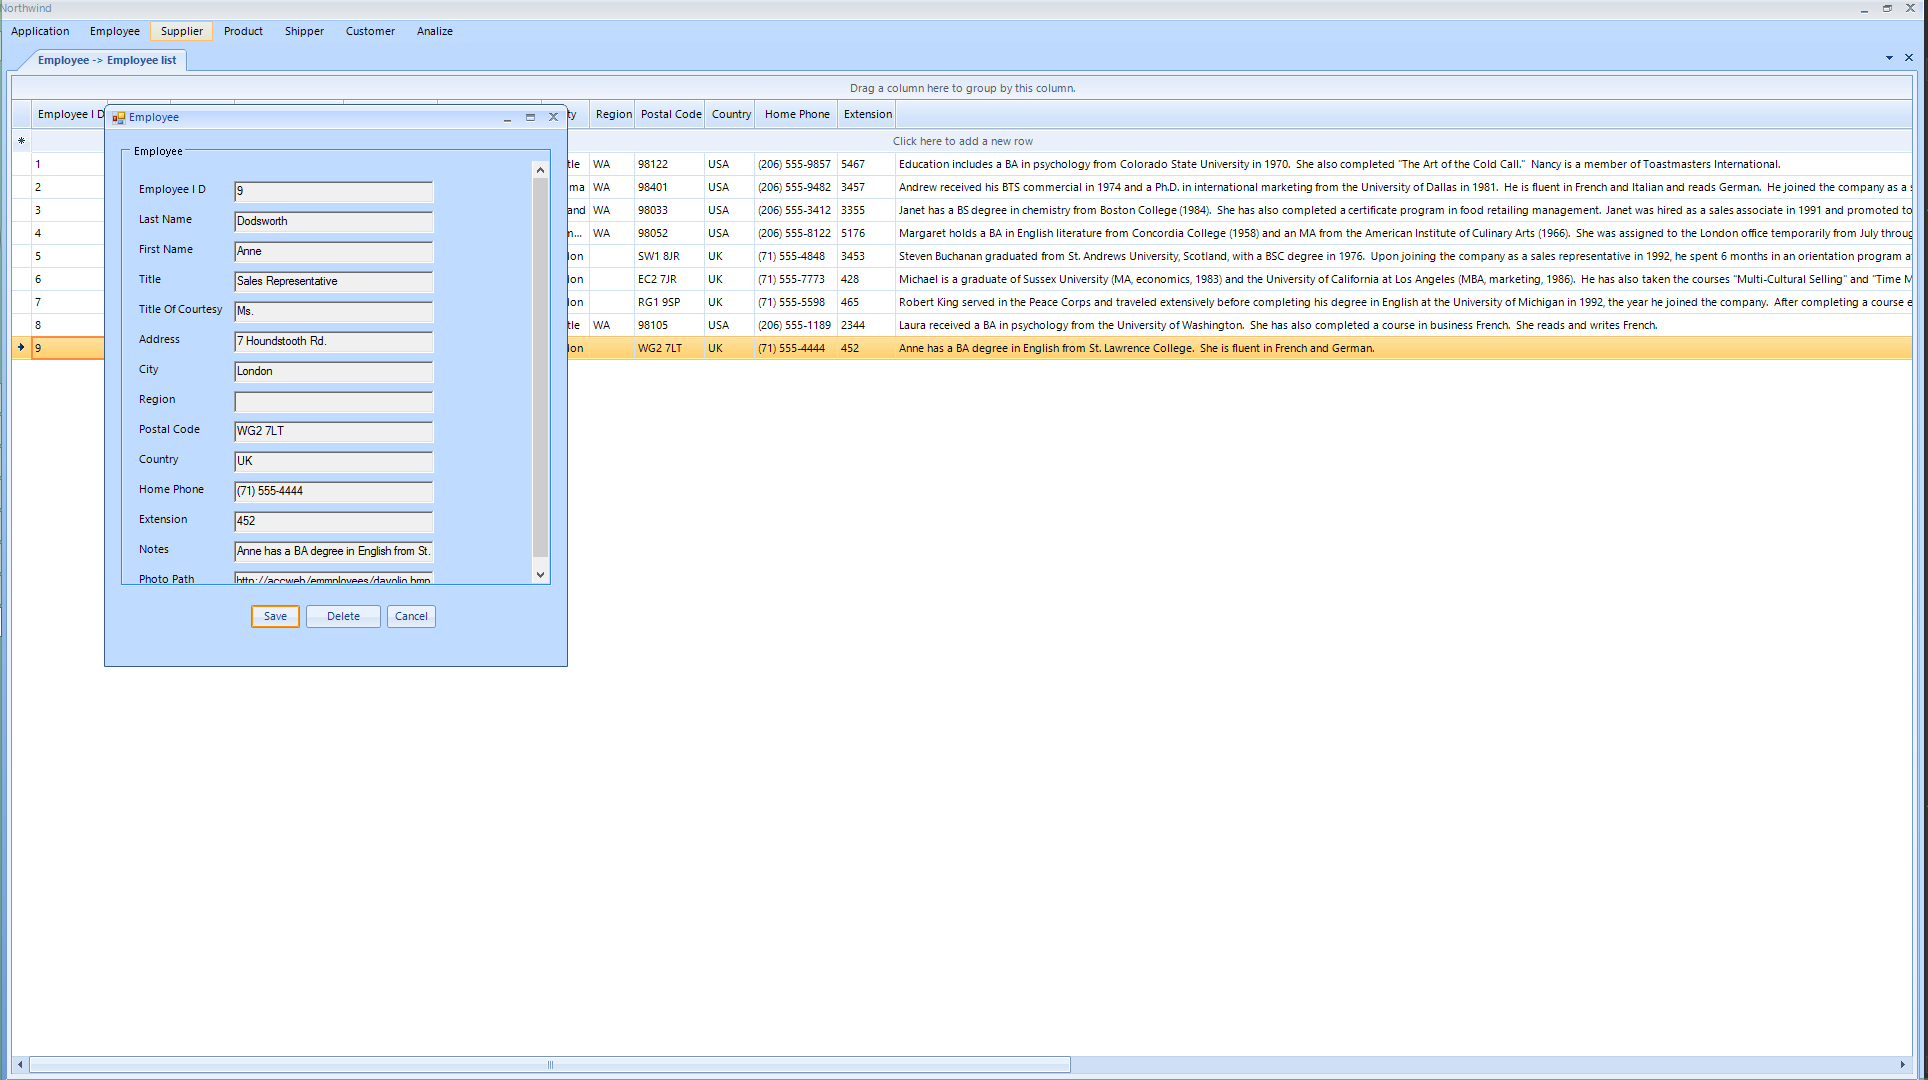 Northwind
Application Employee Supplier Product Shipper Customer Analize
Employee -> Employee list
Drag a column here to group by this column.
Employee I D Region Postal Code Country Home Phone Extension
Click here to add a new row
1 WA 98122 USA (206) 555-9857 5467 Education includes a BA in psychology from Colorado State University in 1970. She also completed "The Art of the Cold Call." Nancy is a member of Toastmasters International.
2 WA 98401 USA (206) 555-9482 3457 Andrew received his BTS commercial in 1974 and a Ph.D. in international marketing from the University of Dallas in 1981. He is fluent in French and Italian and reads German. He joined the company as a s
3 WA 98033 USA (206) 555-3412 3355 Janet has a BS degree in chemistry from Boston College (1984). She has also completed a certificate program in food retailing management. Janet was hired as a sales associate in 1991 and promoted to
4 WA 98052 USA (206) 555-8122 5176 Margaret holds a BA in English literature from Concordia College (1958) and an MA from the American Institute of Culinary Arts (1966). She was assigned to the London office temporarily from July throug
5 SW1 8JR UK (71) 555-4848 3453 Steven Buchanan graduated from St. Andrews University, Scotland, with a BSC degree in 1976. Upon joining the company as a sales representative in 1992, he spent 6 months in an orientation program a
6 EC2 7JR UK (71) 555-7773 428 Michael is a graduate of Sussex University (MA, economics, 1983) and the University of California at Los Angeles (MBA, marketing, 1986). He has also taken the courses "Multi-Cultural Selling" and "Time M
7 RG1 9SP UK (71) 555-5598 465 Robert King served in the Peace Corps and traveled extensively before completing his degree in English at the University of Michigan in 1992, the year he joined the company. After completing a course e
8 WA 98105 USA (206) 555-1189 2344 Laura received a BA in psychology from the University of Washington. She has also completed a course in business French. She reads and writes French.
9 WG2 7LT UK (71) 555-4444 452 Anne has a BA degree in English from St. Lawrence College. She is fluent in French and German.
Employee
Employee
Employee I D 9
Last Name Dodsworth
First Name Anne
Title Sales Representative
Title Of Courtesy Ms.
Address 7 Houndstooth Rd.
City London
Region
Postal Code WG2 7LT
Country UK
Home Phone (71) 555-4444
Extension 452
Notes Anne has a BA degree in English from St.
Photo Path http://accweb/emmployees/davolio.bmp
Save Delete Cancel